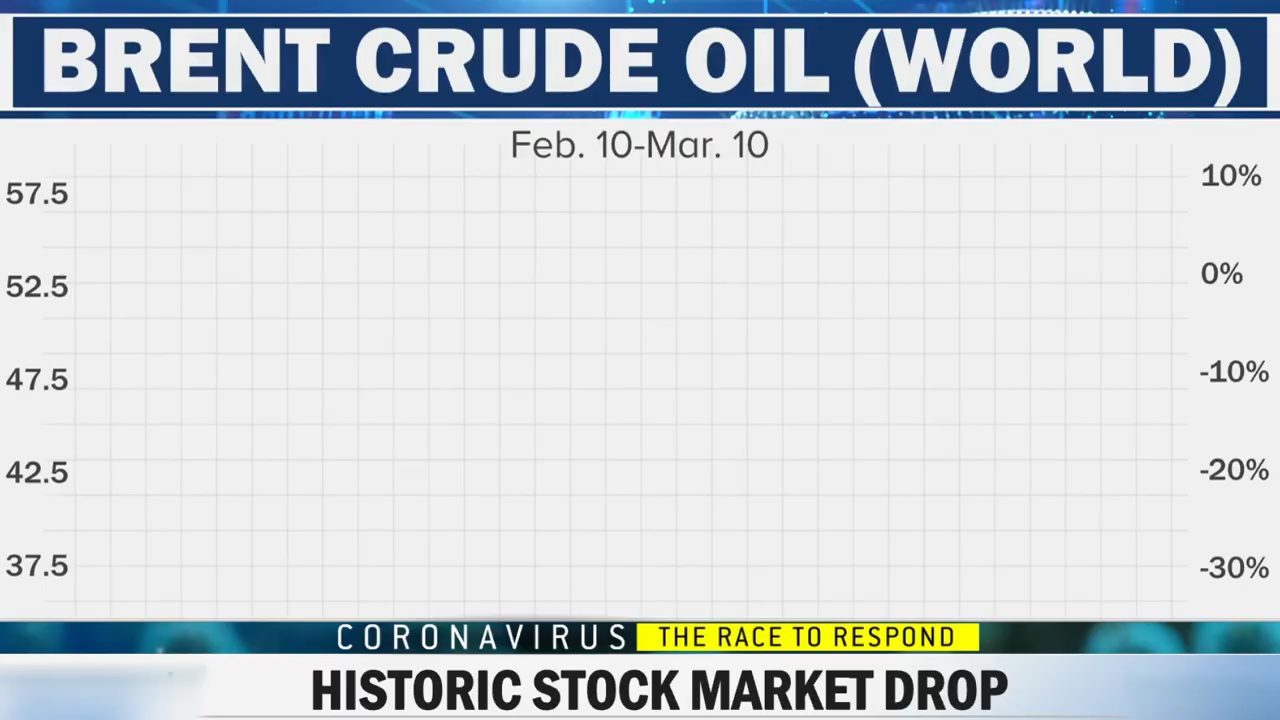 BRENT CRUDE OIL (WORLD)
Feb. 10-Mar. 10
57.5
10%
52.5
0%
47.5
-10%
42.5
-20%
37.5
-30%
CORONAVIRUS THE RACE TO RESPOND
HISTORIC STOCK MARKET DROP